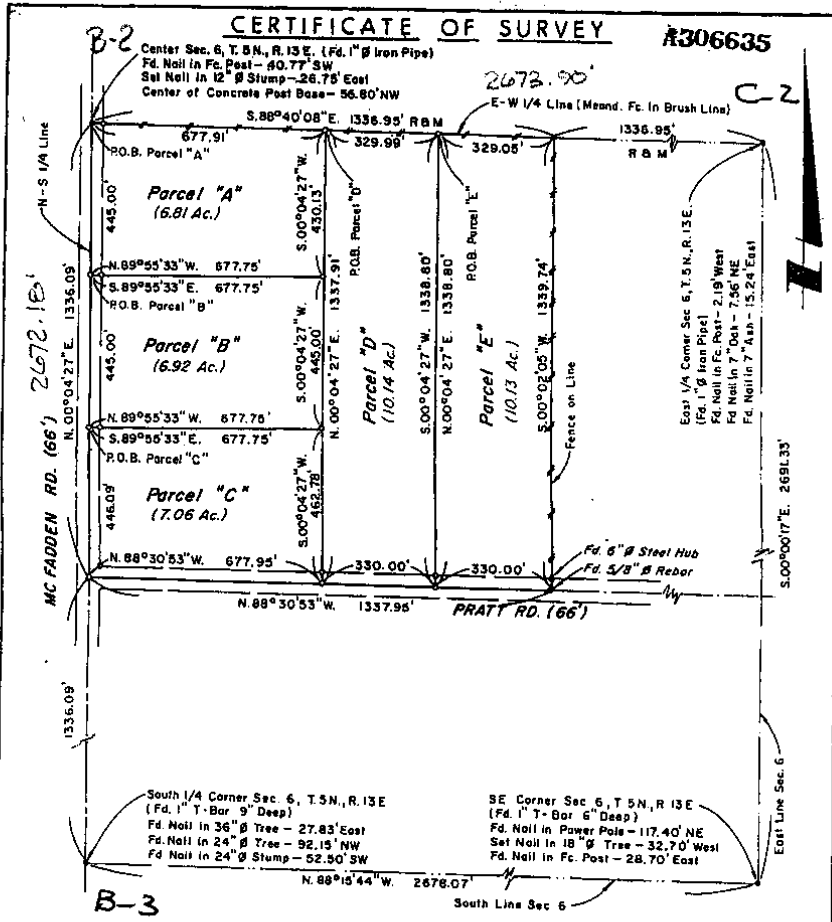 CERTIFICATE OF SURVEY
A306635
B-2
Center Sec. 6, T. 5 N., R. 13 E. (Fd. 1" Ø Iron Pipe)
Fd. Nail in Fc. Post - 40.77' SW
Set Nail in 12" Ø Stump - 26.75' East
Center of Concrete Post Base - 56.80' NW
2673.90'
C-2
E-W 1/4 Line (Meand. Fc. in Brush Line)
S. 88° 40' 08" E. 1336.95' R & M
1336.95'
R & M
677.91'
329.99'
329.05'
N-S 1/4 Line
P.O.B. Parcel "A"
P.O.B. Parcel "D"
P.O.B. Parcel "E"
Parcel "A"
(6.81 Ac.)
445.00'
S. 00° 04' 27" W.
430.13'
N. 89° 55' 33" W. 677.75'
S. 89° 55' 33" E. 677.75'
P.O.B. Parcel "B"
Parcel "B"
(6.92 Ac.)
445.00'
S. 00° 04' 27" W.
445.00'
N. 89° 55' 33" W. 677.75'
S. 89° 55' 33" E. 677.75'
P.O.B. Parcel "C"
Parcel "C"
(7.06 Ac.)
446.09'
S. 00° 04' 27" W.
462.78'
MC FADDEN RD. (66')
2672.18'
N. 00° 04' 27" E. 1336.09'
N. 00° 04' 27" E. 1337.91'
Parcel "D"
(10.14 Ac.)
S. 00° 04' 27" W. 1338.80'
N. 00° 04' 27" E. 1338.80'
Parcel "E"
(10.13 Ac.)
S. 00° 02' 05" W. 1339.74'
Fence on Line
East 1/4 Corner Sec 6, T. 5 N., R. 13 E
(Fd. 1" Ø Iron Pipe)
Fd. Nail in Fc. Post - 2.19' West
Fd Nail in 7" Oak - 7.56' NE
Fd. Nail in 7" Ash - 15.24' East
S. 00° 00' 17" E. 2691.33'
N. 88° 30' 53" W. 677.95'
330.00'
330.00'
Fd. 6" Ø Steel Hub
Fd. 5/8" Ø Rebar
N. 88° 30' 53" W. 1337.95'
PRATT RD. (66')
1336.09'
South 1/4 Corner Sec. 6, T. 5 N., R. 13 E
(Fd. 1" T-Bar 9" Deep)
Fd. Nail in 36" Ø Tree - 27.83' East
Fd. Nail in 24" Ø Tree - 92.15' NW
Fd Nail in 24" Ø Stump - 52.50' SW
SE Corner Sec 6, T 5 N., R 13 E
(Fd. 1" T-Bar 6" Deep)
Fd. Nail in Power Pole - 117.40' NE
Set Nail in 18" Ø Tree - 32.70' West
Fd. Nail in Fc. Post - 28.70' East
East Line Sec. 6
N. 88° 15' 44" W. 2676.07'
South Line Sec 6
B-3